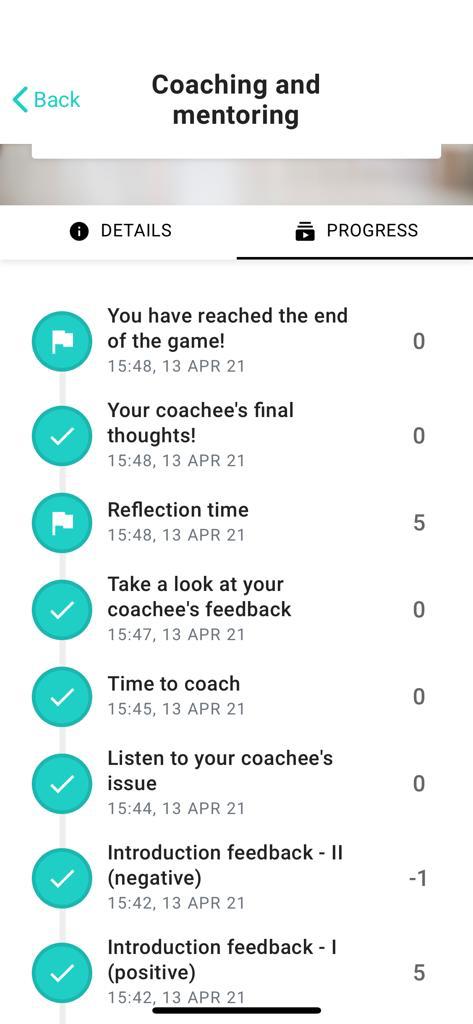 Back
Coaching and
mentoring
DETAILS
PROGRESS
You have reached the end
of the game!
0
15:48, 13 APR 21
Your coachee's final
thoughts!
0
15:48, 13 APR 21
Reflection time
5
15:48, 13 APR 21
Take a look at your
coachee's feedback
0
15:47, 13 APR 21
Time to coach
0
15:45, 13 APR 21
Listen to your coachee's
issue
0
15:44, 13 APR 21
Introduction feedback - II
(negative)
-1
15:42, 13 APR 21
Introduction feedback - I
(positive)
5
15:42, 13 APR 21